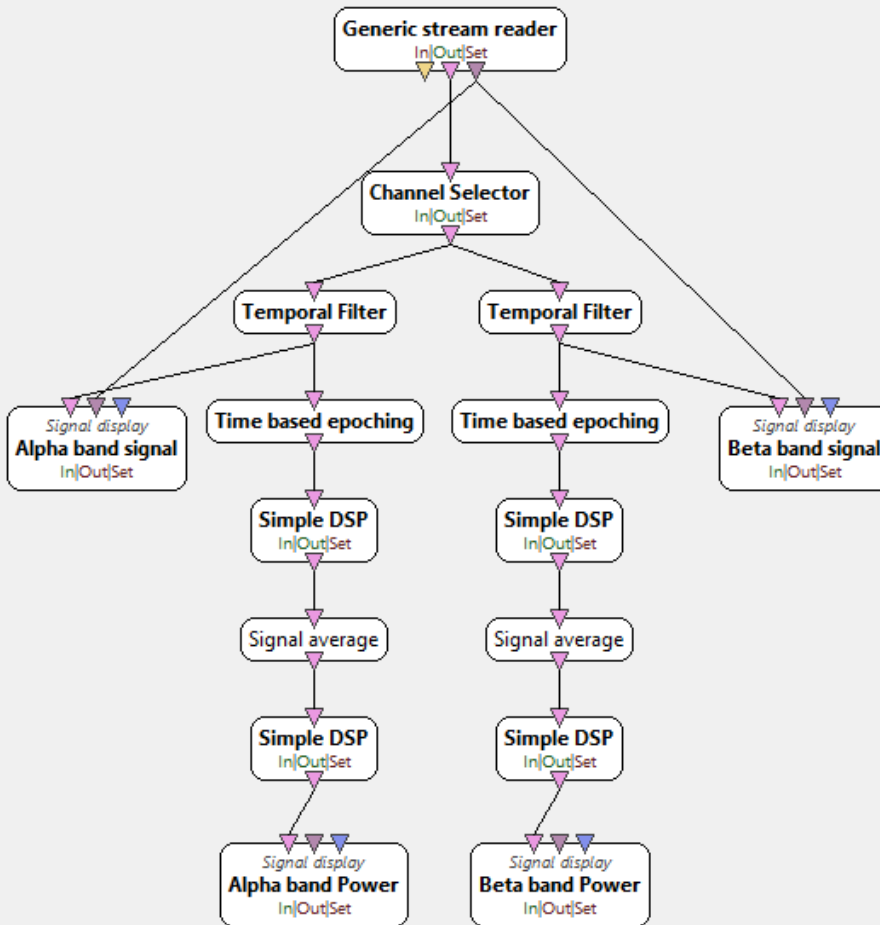 Generic stream reader
In|Out|Set
Channel Selector
In|Out|Set
Temporal Filter
Temporal Filter
Signal display
Alpha band signal
In|Out|Set
Time based epoching
Time based epoching
Signal display
Beta band signal
In|Out|Set
Simple DSP
In|Out|Set
Simple DSP
In|Out|Set
Signal average
Signal average
Simple DSP
In|Out|Set
Simple DSP
In|Out|Set
Signal display
Alpha band Power
In|Out|Set
Signal display
Beta band Power
In|Out|Set